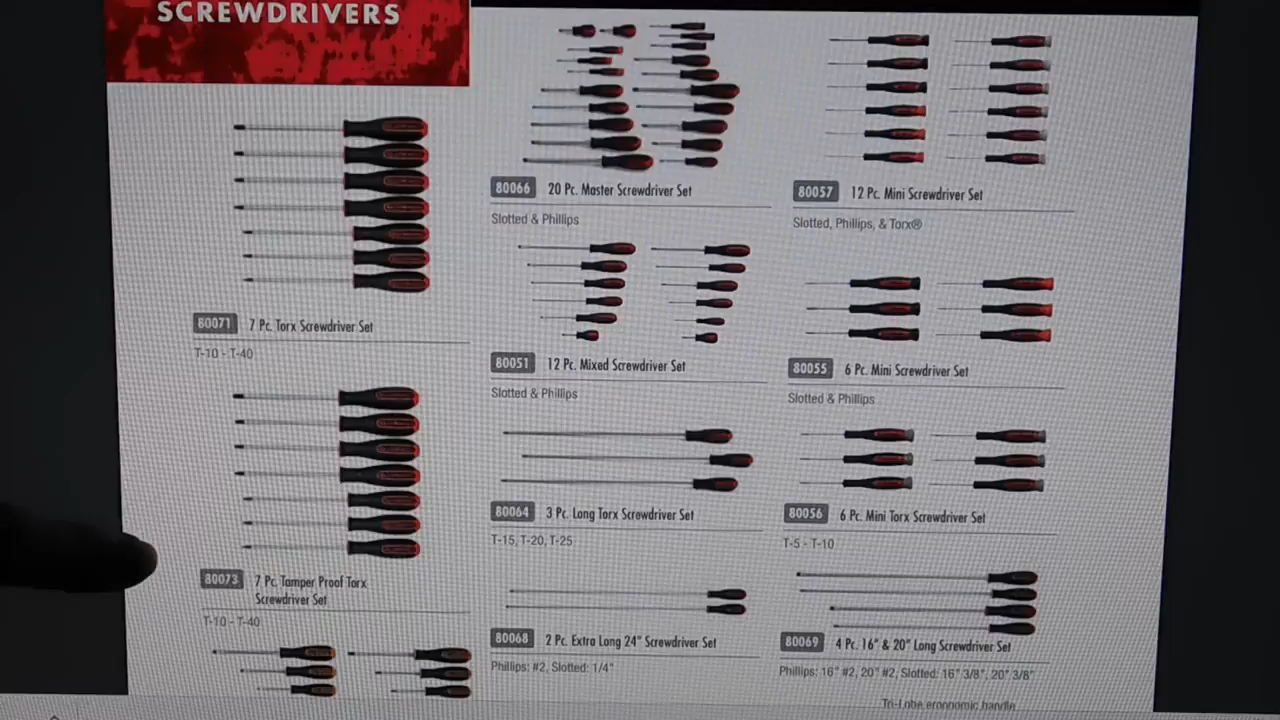 SCREWDRIVERS
80071 7 Pc. Torx Screwdriver Set
T-10 - T-40
80073 7 Pc. Tamper Proof Torx
Screwdriver Set
T-10 - T-40
80066 20 Pc. Master Screwdriver Set
Slotted & Phillips
80051 12 Pc. Mixed Screwdriver Set
Slotted & Phillips
80064 3 Pc. Long Torx Screwdriver Set
T-15, T-20, T-25
80068 2 Pc. Extra Long 24" Screwdriver Set
Phillips: #2, Slotted: 1/4"
80057 12 Pc. Mini Screwdriver Set
Slotted, Phillips, & Torx®
80055 6 Pc. Mini Screwdriver Set
Slotted & Phillips
80056 6 Pc. Mini Torx Screwdriver Set
T-5 - T-10
80069 4 Pc. 16" & 20" Long Screwdriver Set
Phillips: 16" #2, 20" #2, Slotted: 16" 3/8", 20" 3/8"
Tri-Lobe ergonomic handle